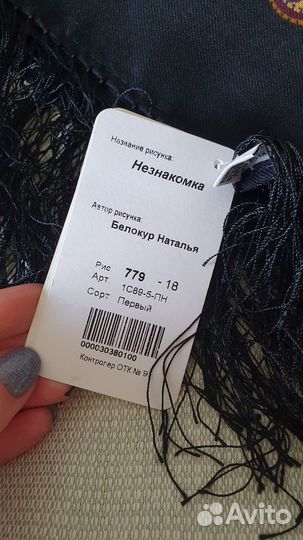 Название рисунка:
Незнакомка
Автор рисунка:
Белокур Наталья
Рис 779 - 18
Арт. 1С89-5-ПН
Сорт Первый
000030380100
Контролер ОТК № 9
Avito